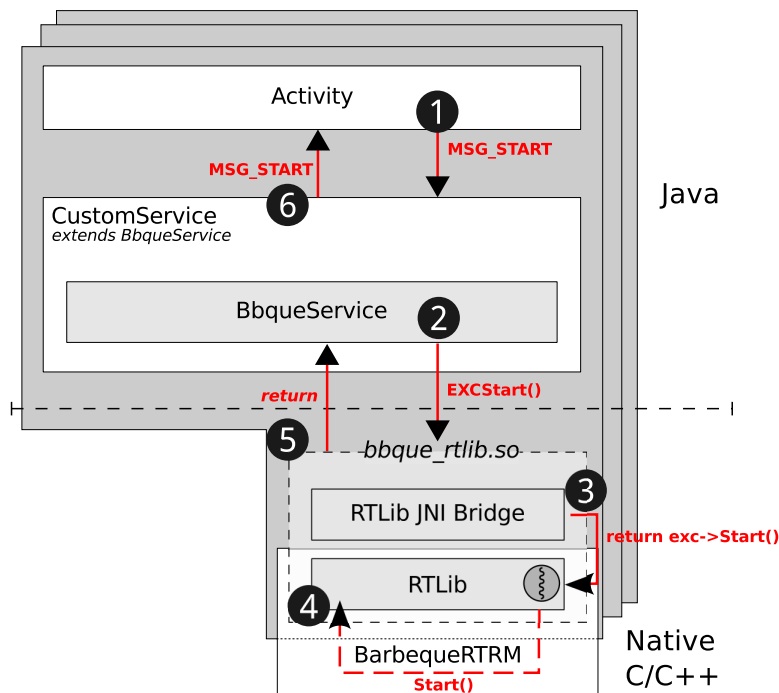 Activity
1
MSG_START
MSG_START
6
Java
CustomService
extends BbqueService
BbqueService
2
return
EXCStart()
5
bbque_rtlib.so
3
RTLib JNI Bridge
return exc->Start()
RTLib
4
BarbequeRTRM
Start()
Native
C/C++